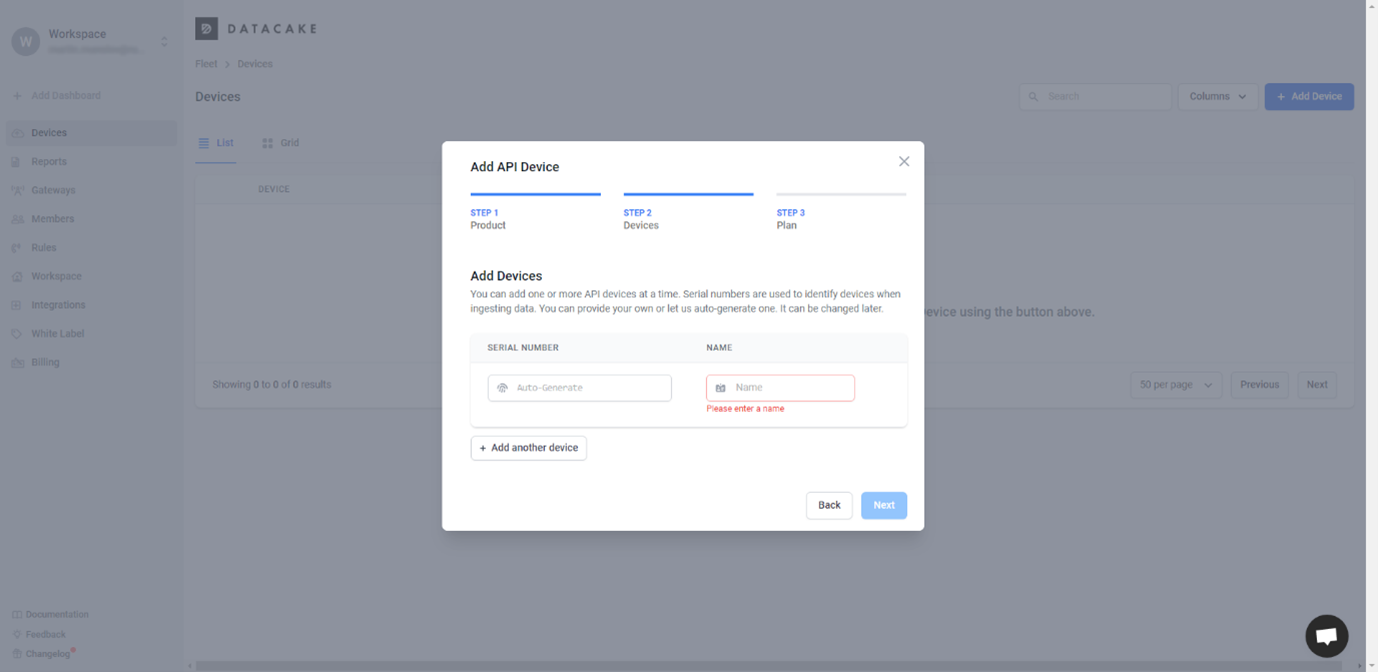 W
Workspace
Add Dashboard
Devices
Reports
Gateways
Members
Rules
Workspace
Integrations
White Label
Billing
Documentation
Feedback
Changelog
DATACAKE
Fleet > Devices
Devices
Search
Columns
+ Add Device
List
Grid
DEVICE
evice using the button above.
Showing 0 to 0 of 0 results
50 per page
Previous
Next
Add API Device
STEP 1
Product
STEP 2
Devices
STEP 3
Plan
Add Devices
You can add one or more API devices at a time. Serial numbers are used to identify devices when
ingesting data. You can provide your own or let us auto-generate one. It can be changed later.
SERIAL NUMBER
NAME
Auto-Generate
Name
Please enter a name
+ Add another device
Back
Next